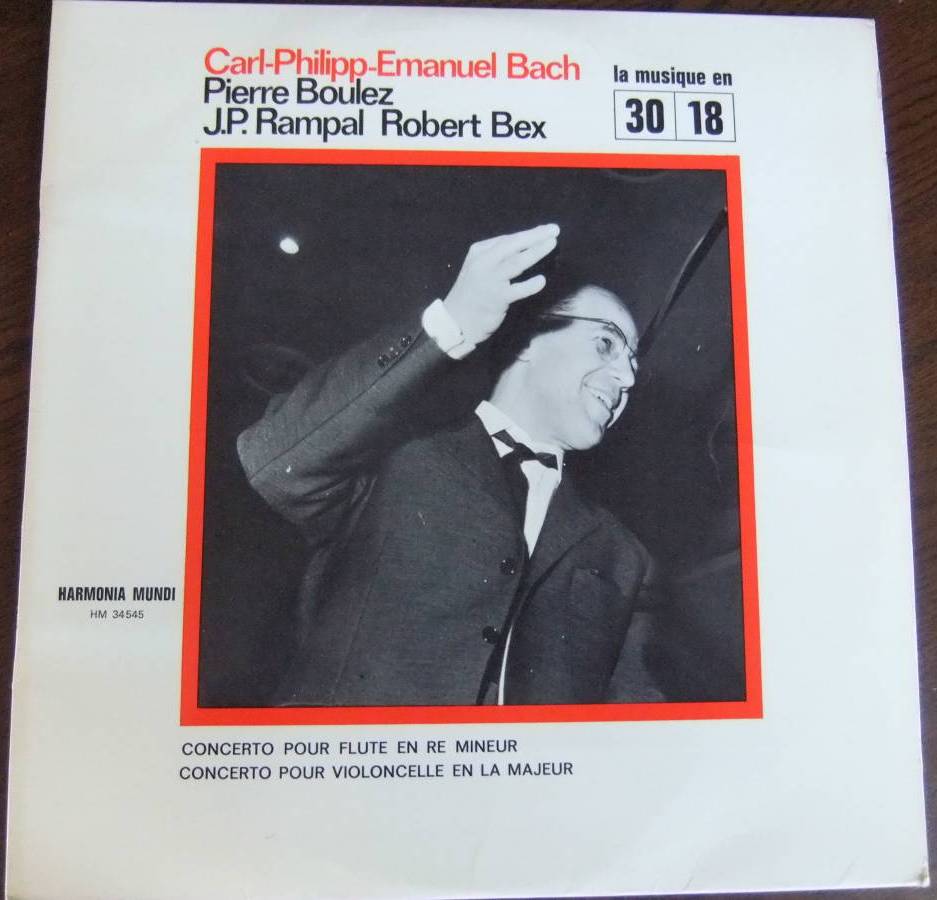 Carl-Philipp-Emanuel Bach
Pierre Boulez
J.P. Rampal Robert Bex
la musique en
30 18
HARMONIA MUNDI
HM 34545
CONCERTO POUR FLUTE EN RE MINEUR
CONCERTO POUR VIOLONCELLE EN LA MAJEUR